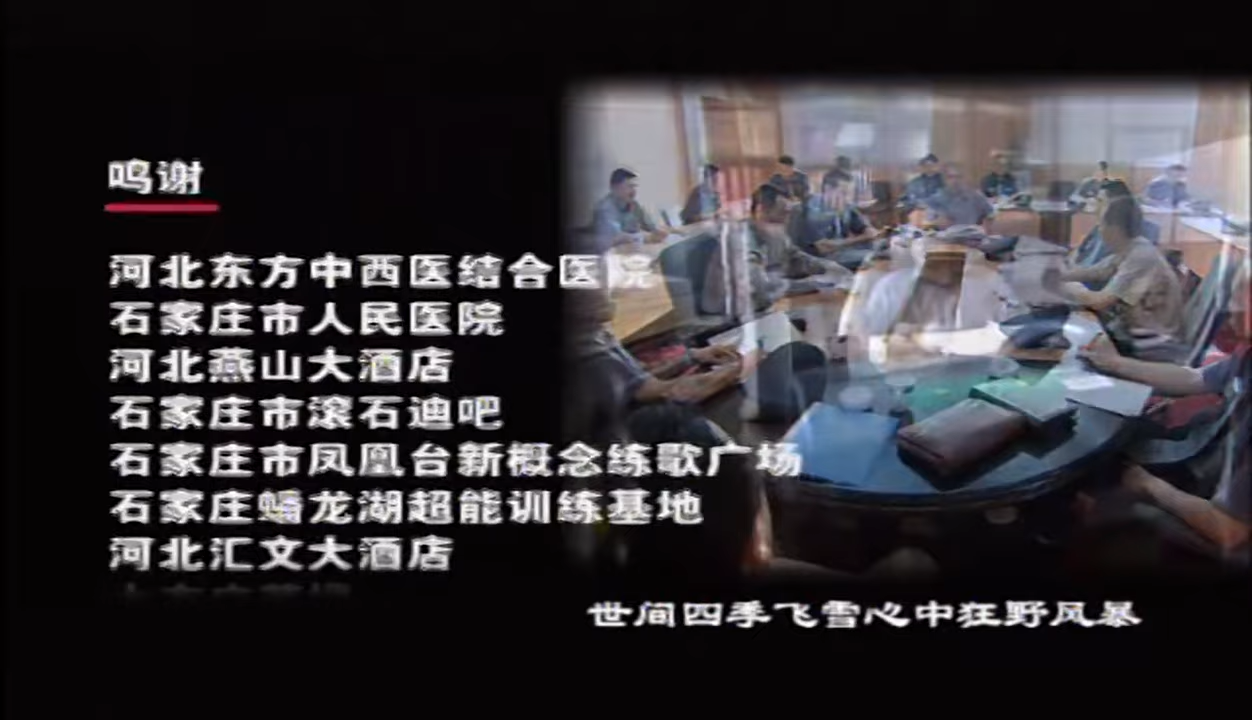 鸣谢
河北东方中西医结合医院
石家庄市人民医院
河北燕山大酒店
石家庄市滚石迪吧
石家庄市凤凰台新概念练歌广场
石家庄蟠龙湖超能训练基地
河北汇文大酒店
世间四季飞雪心中狂野风暴